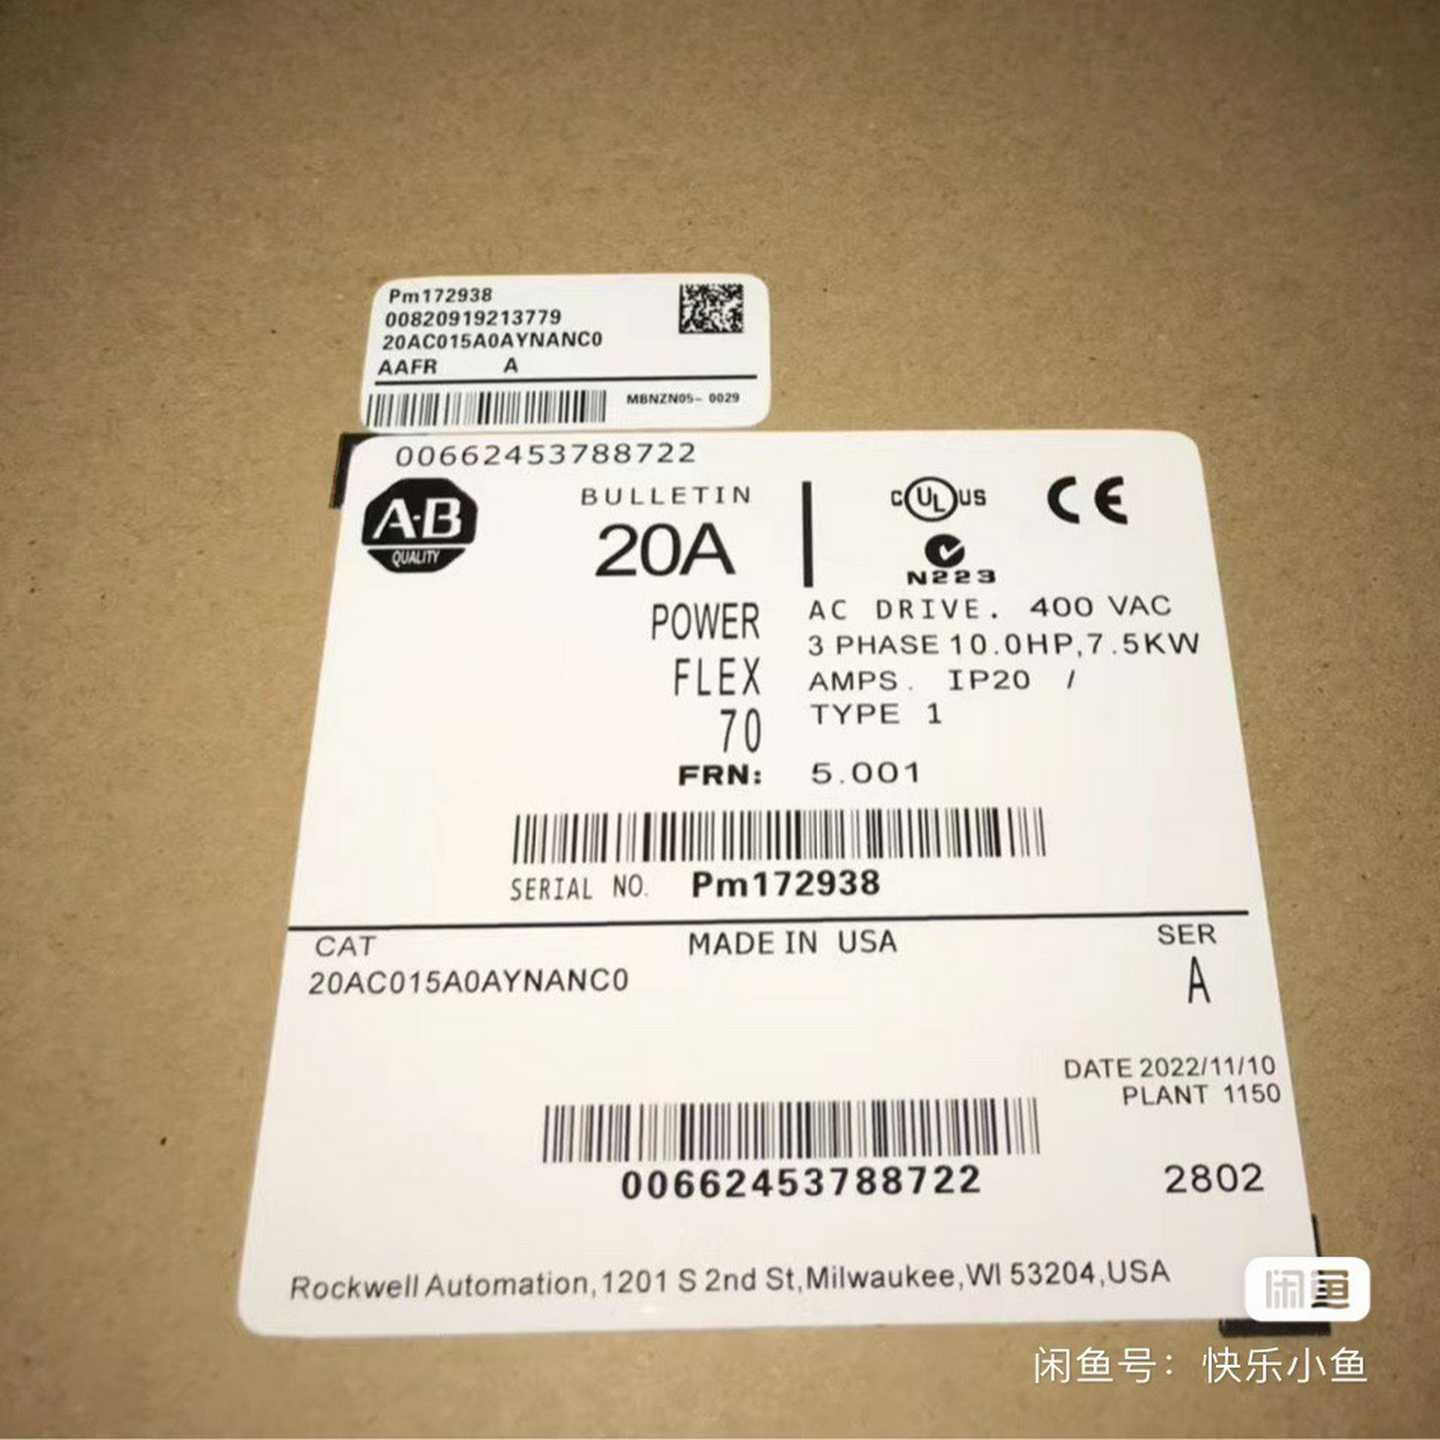 Pm172938
00820919213779
20AC015A0AYNANC0
AAFR A
MBNZN05- 0029
00662453788722
A·B
QUALITY
BULLETIN
20A
C UL US
CE
N223
POWER
FLEX
70
AC DRIVE. 400 VAC
3 PHASE 10.0HP,7.5KW
AMPS. IP20 /
TYPE 1
FRN: 5.001
SERIAL NO. Pm172938
CAT MADE IN USA SER
20AC015A0AYNANC0 A
DATE 2022/11/10
PLANT 1150
00662453788722 2802
Rockwell Automation,1201 S 2nd St,Milwaukee,WI 53204,USA
闲鱼
闲鱼号：快乐小鱼